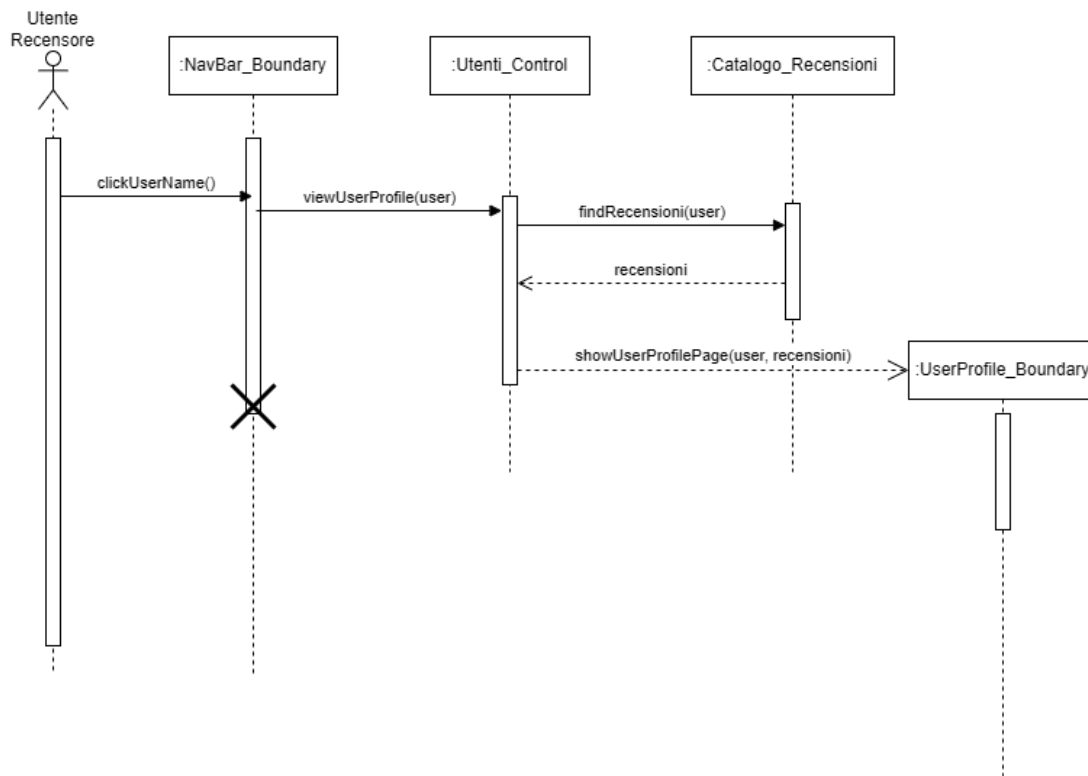 Utente
Recensore
:NavBar_Boundary
:Utenti_Control
:Catalogo_Recensioni
clickUserName()
viewUserProfile(user)
findRecensioni(user)
recensioni
showUserProfilePage(user, recensioni)
:UserProfile_Boundary